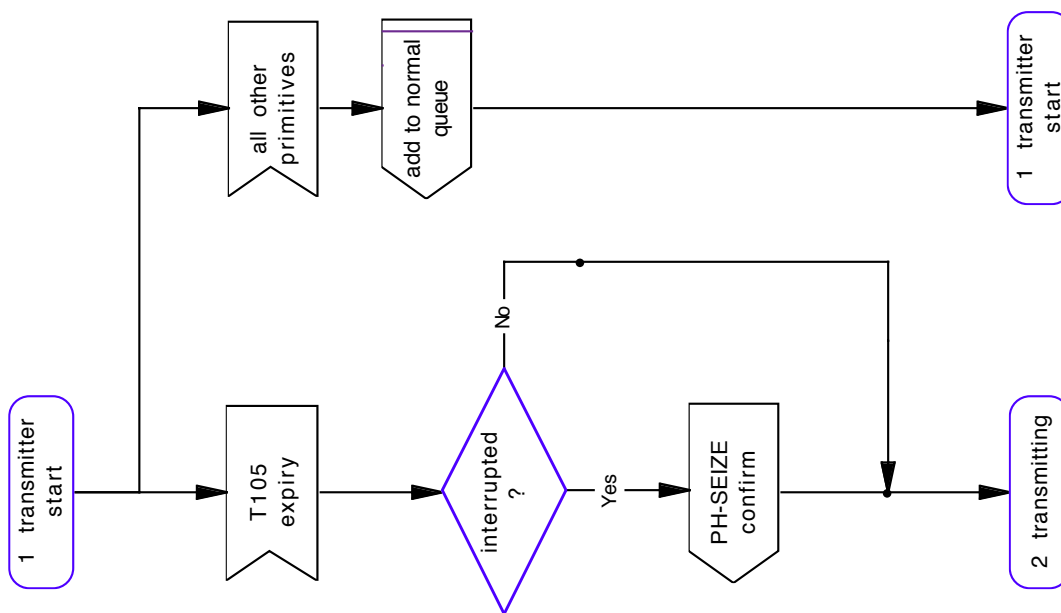 1 transmitter
start
all other
primitives
add to normal
queue
1 transmitter
start
T105
expiry
interrupted
?
No
Yes
PH-SEIZE
confirm
2 transmitting